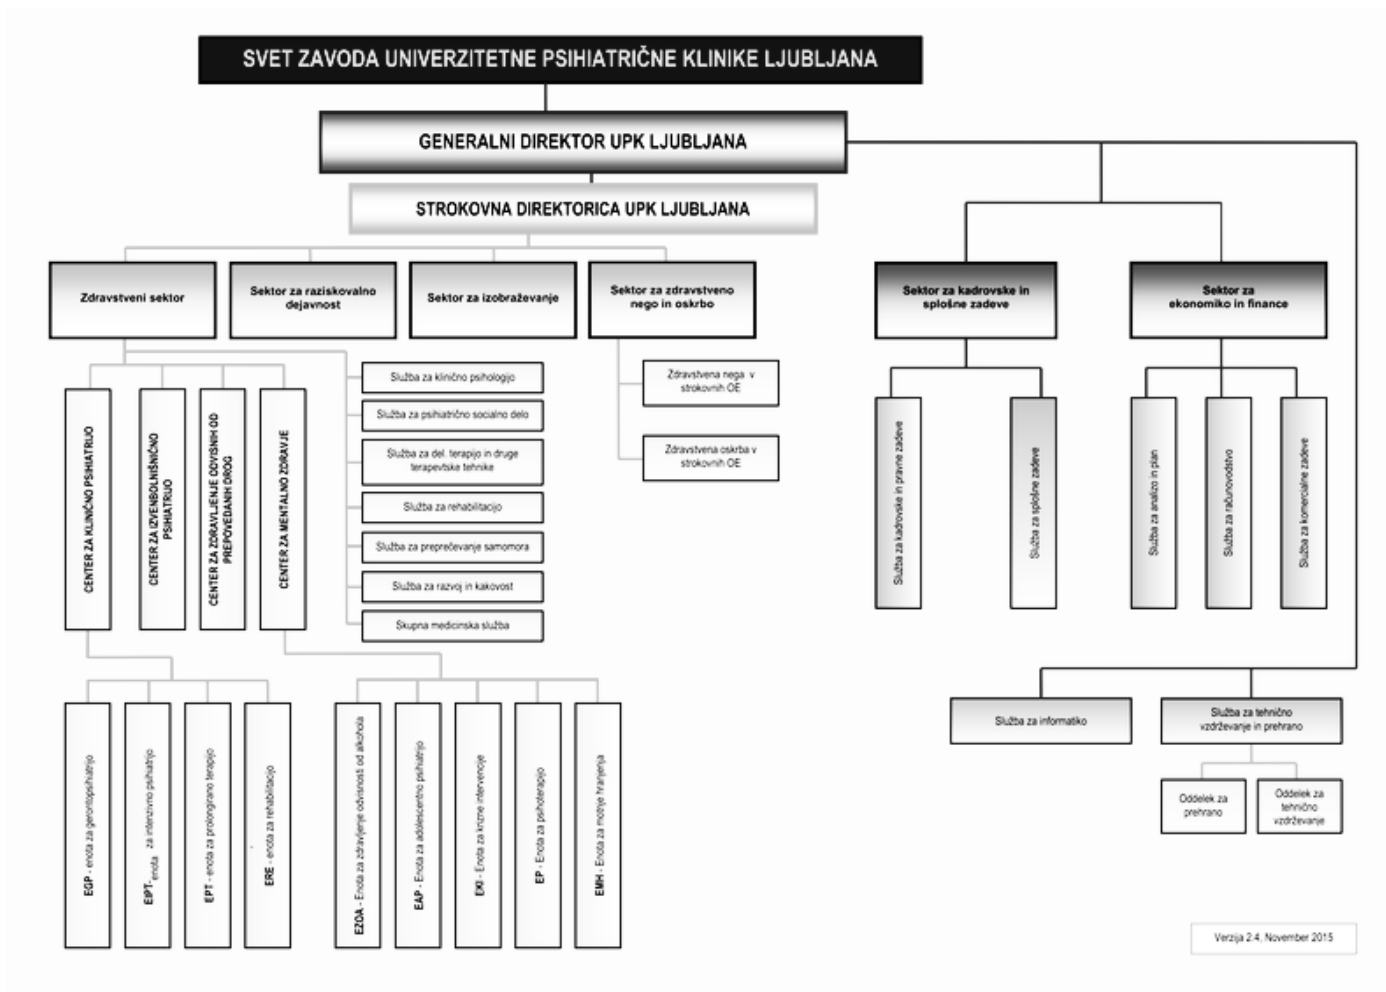 SVET ZAVODA UNIVERZITETNE PSIHIATRIČNE KLINIKE LJUBLJANA
GENERALNI DIREKTOR UPK LJUBLJANA
STROKOVNA DIREKTORICA UPK LJUBLJANA
Zdravstveni sektor
Sektor za raziskovalno
dejavnost
Sektor za izobraževanje
Sektor za zdravstveno
nego in oskrbo
Sektor za kadrovske in
splošne zadeve
Sektor za
ekonomiko in finance
CENTER ZA KLINIČNO PSIHIATRIJO
CENTER ZA IZVENBOLNIŠNIČNO
PSIHIATRIJO
CENTER ZA ZDRAVLJENJE ODVISNIH OD
PREPOVEDANIH DROG
CENTER ZA MENTALNO ZDRAVJE
Služba za klinično psihologijo
Služba za psihiatrično socialno delo
Služba za del. terapijo in druge
terapevtske tehnike
Služba za rehabilitacijo
Služba za preprečevanje samomora
Služba za razvoj in kakovost
Skupna medicinska služba
Zdravstvena nega v
strokovnih OE
Zdravstvena oskrba v
strokovnih OE
Služba za kadrovske in pravne zadeve
Služba za splošne zadeve
Služba za analizo in plan
Služba za računovodstvo
Služba za komercialne zadeve
EGP - enota za gerontopsihiatrijo
EIPT- enota za intenzivno psihiatrijo
EPT - enota za prolongirano terapijo
ERE - enota za rehabilitacijo
EZOA - Enota za zdravljenje odvisnosti od alkohola
EAP - Enota za adolescentno psihiatrijo
EKI - Enota za krizne intervencije
EP - Enota za psihoterapijo
EMH - Enota za motnje hranjenja
Služba za informatiko
Služba za tehnično
vzdrževanje in prehrano
Oddelek za
prehrano
Oddelek za
tehnično
vzdrževanje
Verzija 2.4, November 2015